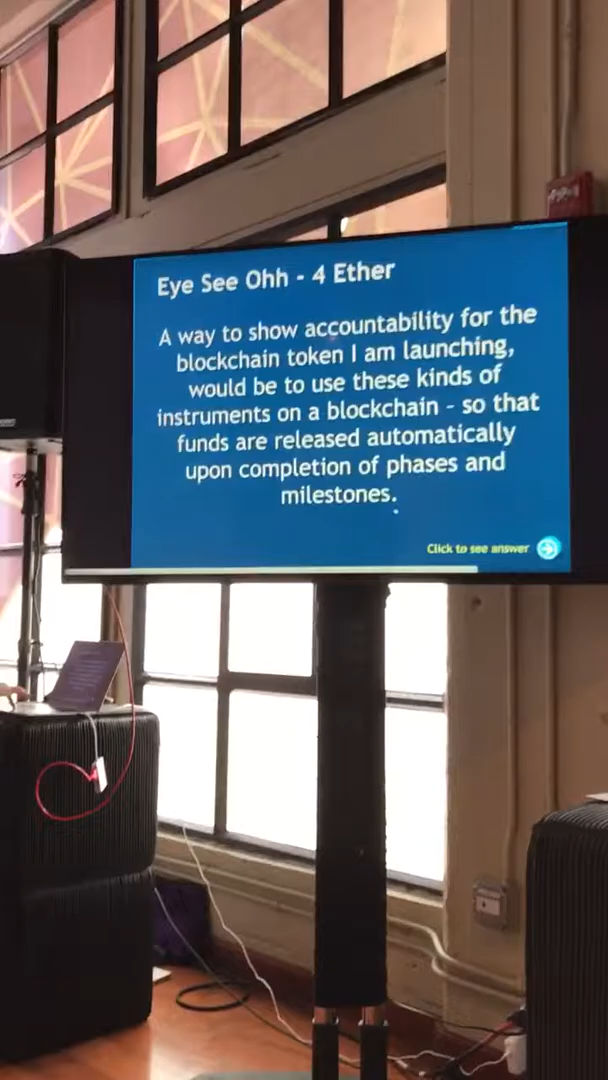 Eye See Ohh - 4 Ether
A way to show accountability for the
blockchain token I am launching,
would be to use these kinds of
instruments on a blockchain - so that
funds are released automatically
upon completion of phases and
milestones.
Click to see answer